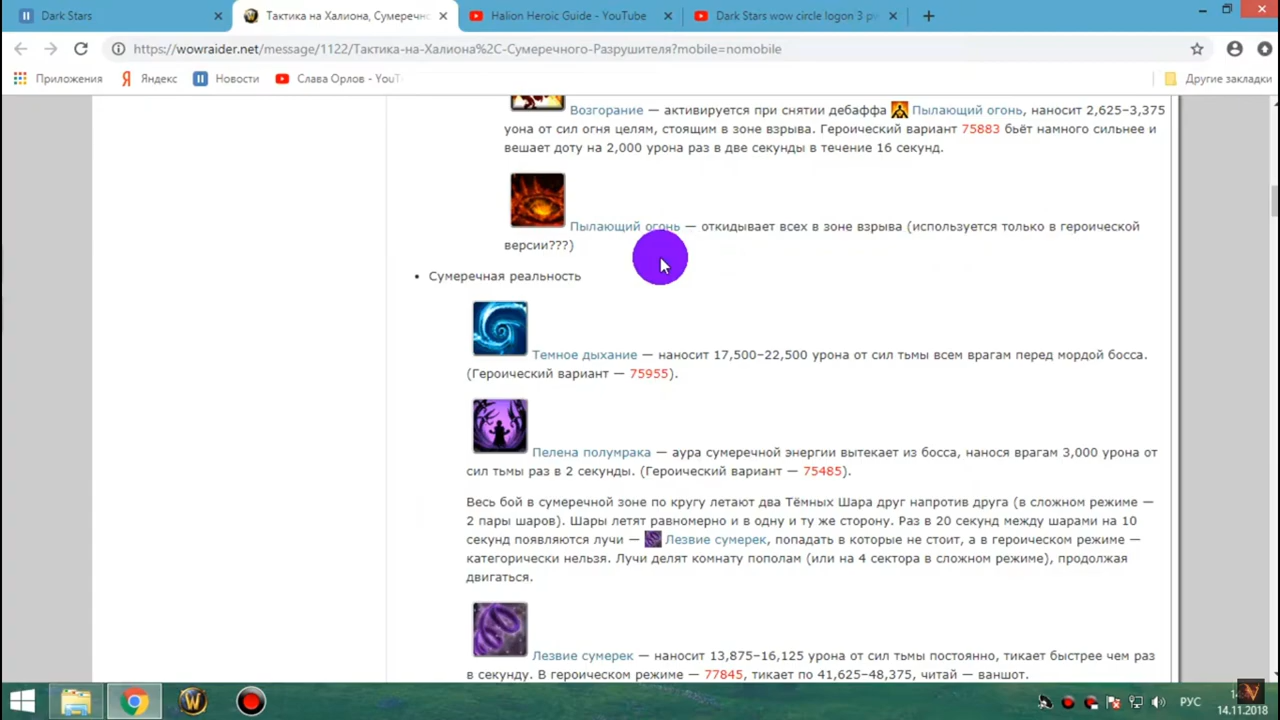 Dark Stars
Тактика на Халиона, Сумеречно
Halion Heroic Guide - YouTube
Dark Stars wow circle logon 3 p
https://wowraider.net/message/1122/Тактика-на-Халиона%2C-Сумеречного-Разрушителя?mobile=nomobile
Приложения
Яндекс
Новости
Слава Орлов - YouT
Другие закладки
Возгорание — активируется при снятии дебаффа Пылающий огонь, наносит 2,625–3,375
уона от сил огня целям, стоящим в зоне взрыва. Героический вариант 75883 бьёт намного сильнее и
вешает доту на 2,000 урона раз в две секунды в течение 16 секунд.
Пылающий огонь — откидывает всех в зоне взрыва (используется только в героической
версии???)
• Сумеречная реальность
Темное дыхание — наносит 17,500–22,500 урона от сил тьмы всем врагам перед мордой босса.
(Героический вариант — 75955).
Пелена полумрака — аура сумеречной энергии вытекает из босса, нанося врагам 3,000 урона от
сил тьмы раз в 2 секунды. (Героический вариант — 75485).
Весь бой в сумеречной зоне по кругу летают два Тёмных Шара друг напротив друга (в сложном режиме —
2 пары шаров). Шары летят равномерно и в одну и ту же сторону. Раз в 20 секунд между шарами на 10
секунд появляются лучи — Лезвие сумерек, попадать в которые не стоит, а в героическом режиме —
категорически нельзя. Лучи делят комнату пополам (или на 4 сектора в сложном режиме), продолжая
двигаться.
Лезвие сумерек — наносит 13,875–16,125 урона от сил тьмы постоянно, тикает быстрее чем раз
в секунду. В героическом режиме — 77845, тикает по 41,625–48,375, читай — ваншот.
РУС
14.11.2018